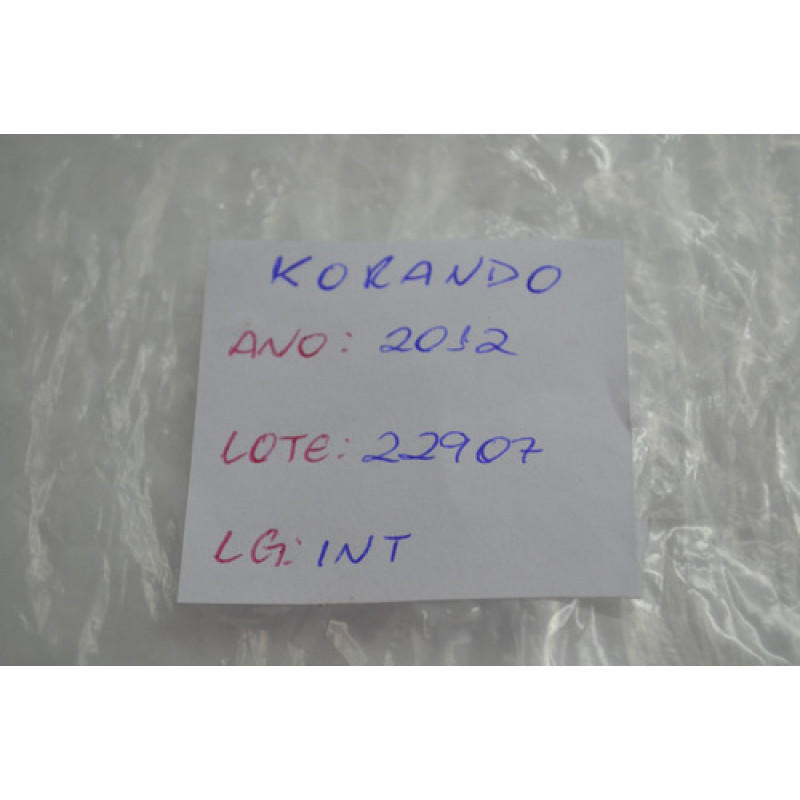 KORANDO
ANO: 2012
LOTE: 22907
LG: INT